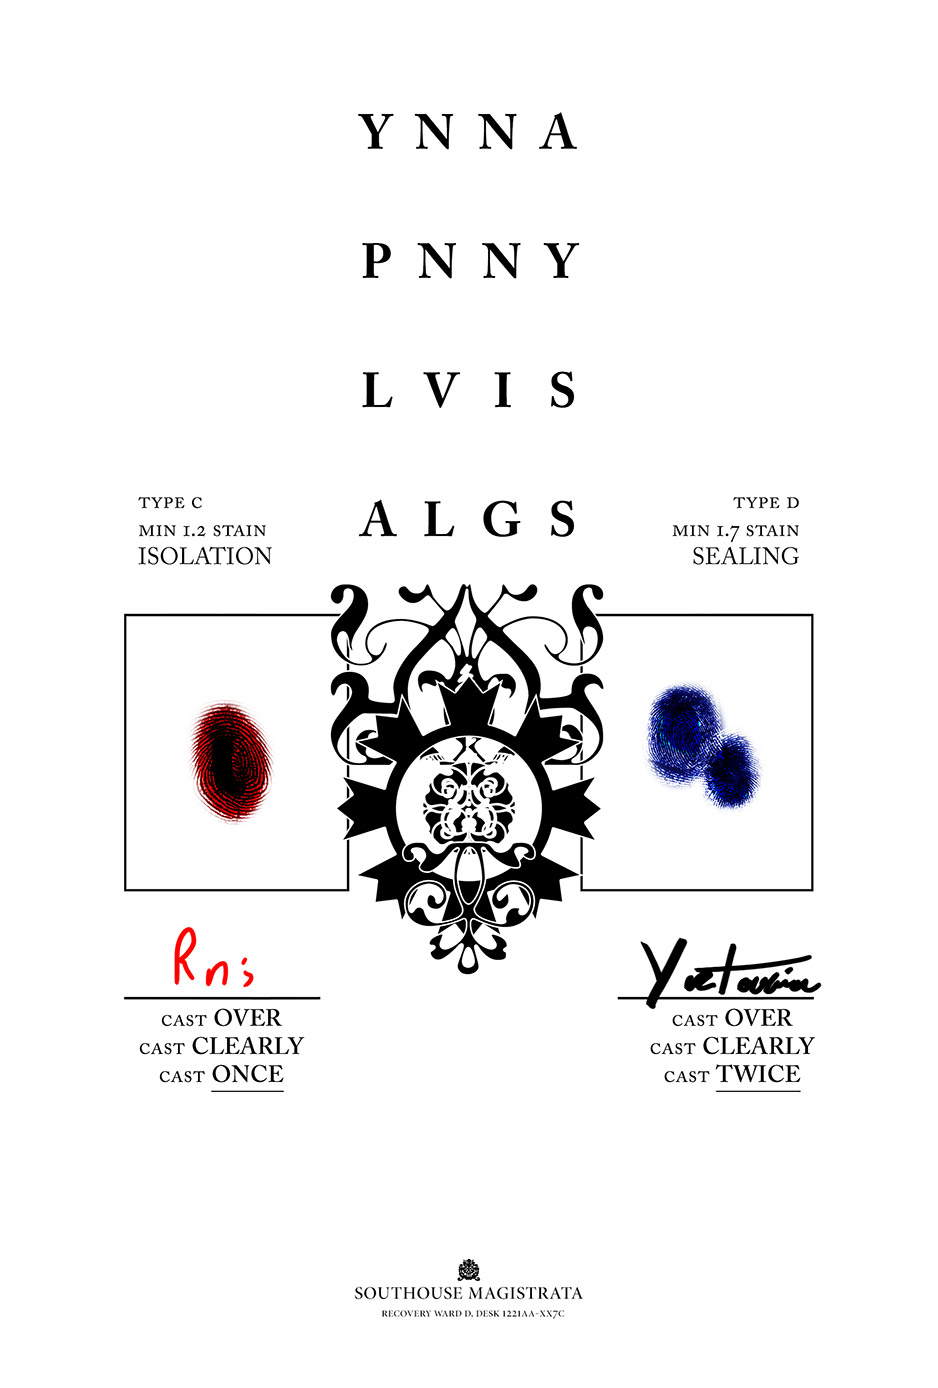 YNNA
PNNY
LVIS
ALGS
TYPE C
MIN 1.2 STAIN
ISOLATION
TYPE D
MIN 1.7 STAIN
SEALING
Rns
CAST OVER
CAST CLEARLY
CAST ONCE
CAST OVER
CAST CLEARLY
CAST TWICE
SOUTHOUSE MAGISTRATA
RECOVERY WARD D, DESK 1221AA-XX7C